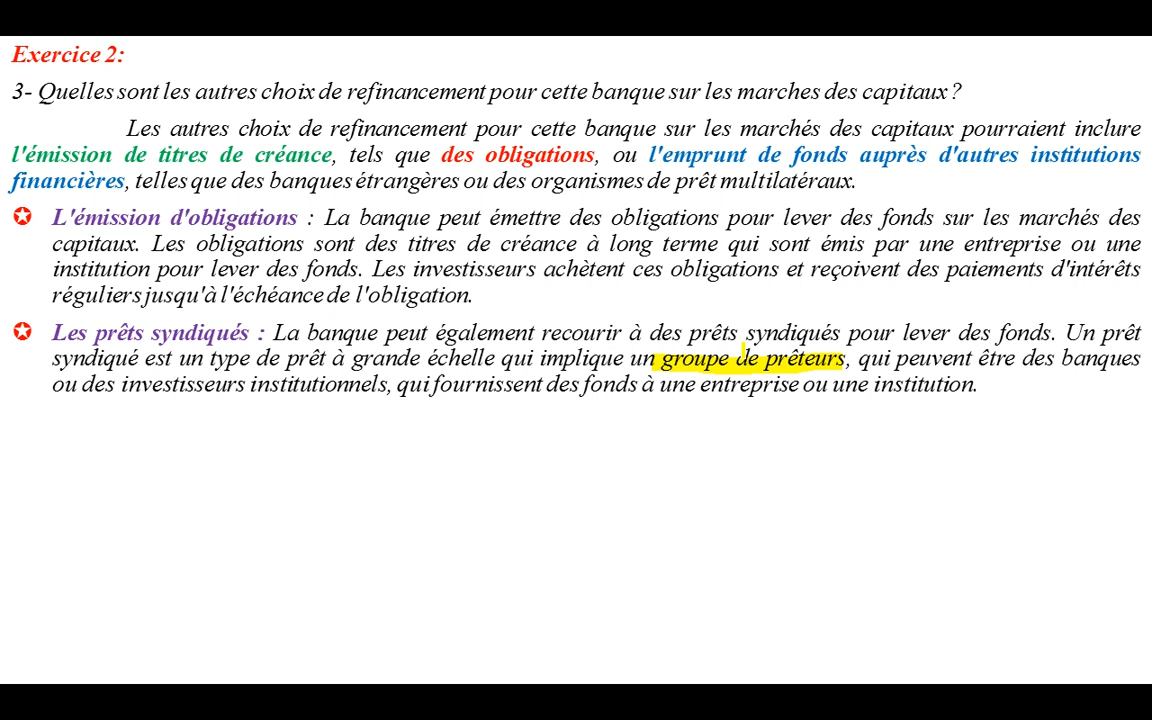 Exercice 2:
3- Quelles sont les autres choix de refinancement pour cette banque sur les marches des capitaux ?
Les autres choix de refinancement pour cette banque sur les marchés des capitaux pourraient inclure
l'émission de titres de créance, tels que des obligations, ou l'emprunt de fonds auprès d'autres institutions
financières, telles que des banques étrangères ou des organismes de prêt multilatéraux.
L'émission d'obligations : La banque peut émettre des obligations pour lever des fonds sur les marchés des
capitaux. Les obligations sont des titres de créance à long terme qui sont émis par une entreprise ou une
institution pour lever des fonds. Les investisseurs achètent ces obligations et reçoivent des paiements d'intérêts
réguliers jusqu'à l'échéance de l'obligation.
Les prêts syndiqués : La banque peut également recourir à des prêts syndiqués pour lever des fonds. Un prêt
syndiqué est un type de prêt à grande échelle qui implique un groupe de prêteurs, qui peuvent être des banques
ou des investisseurs institutionnels, qui fournissent des fonds à une entreprise ou une institution.